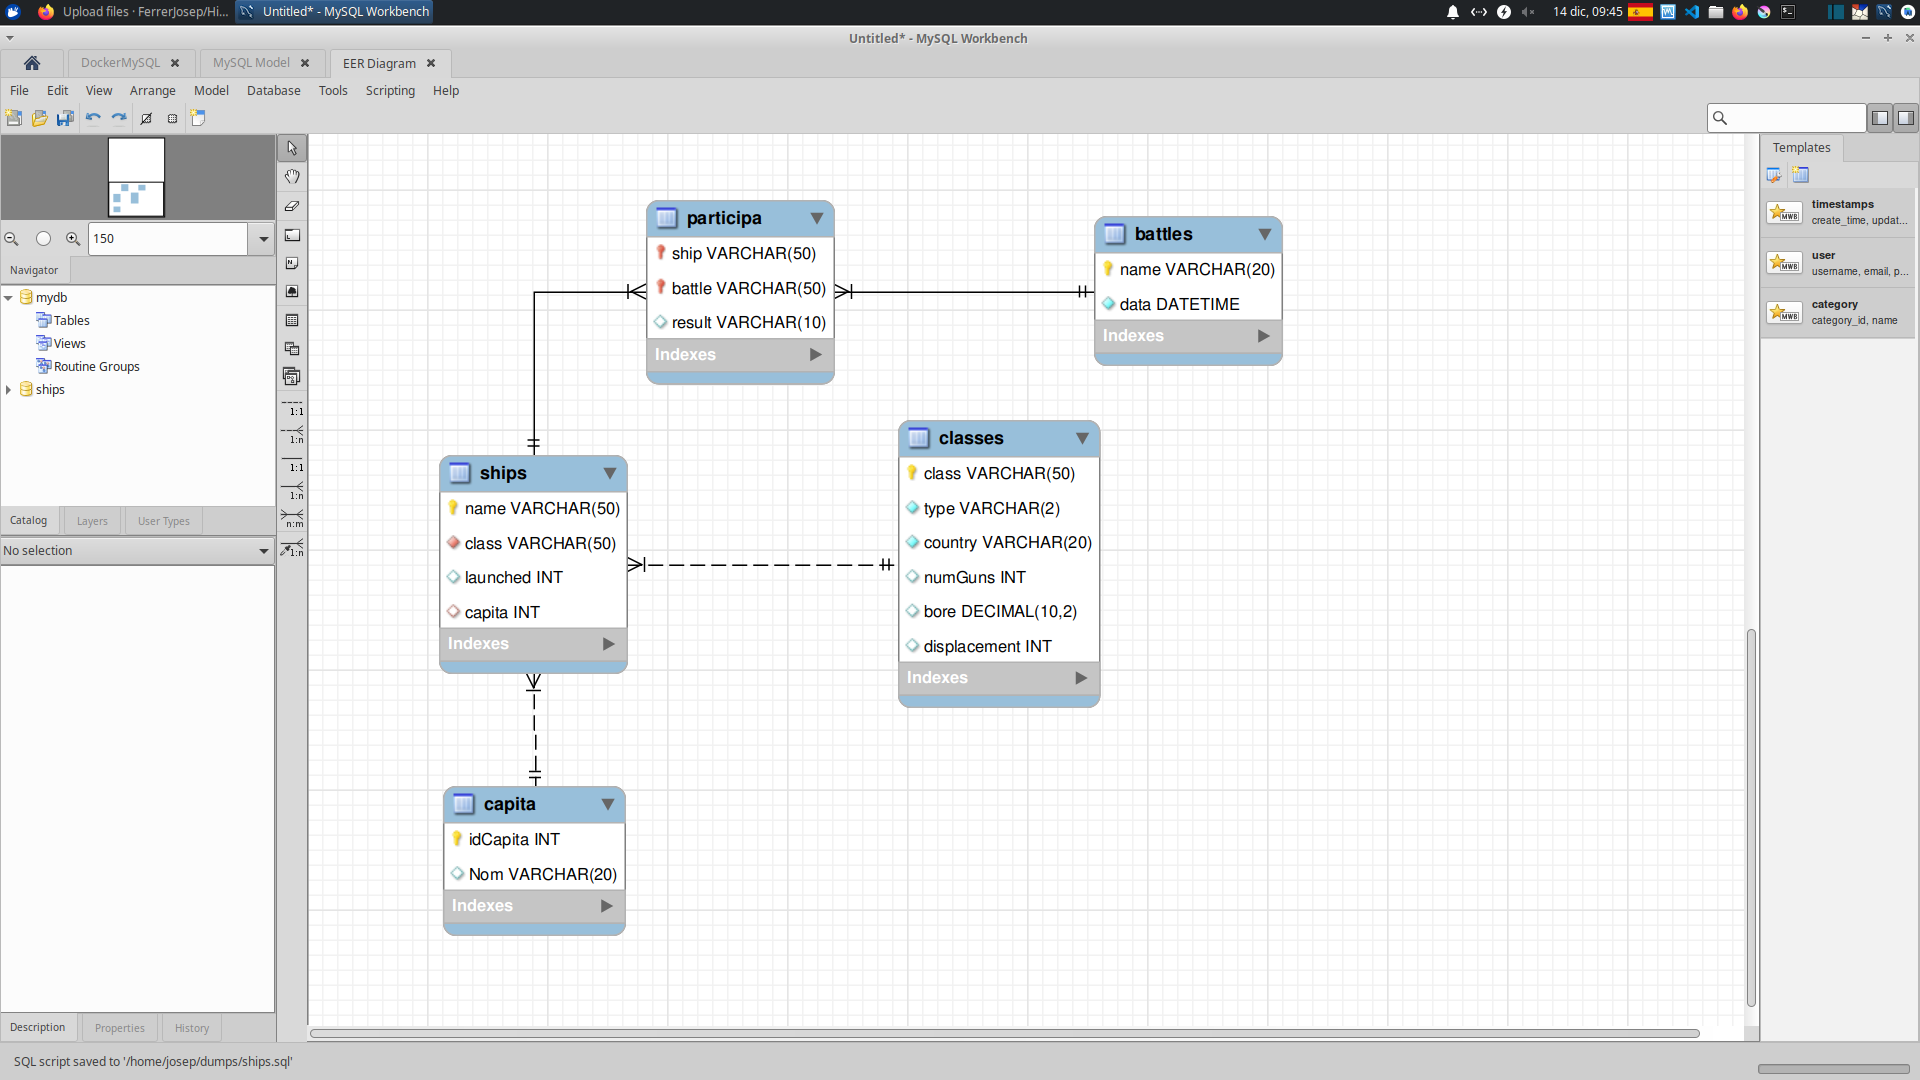 Upload files · FerrerJosep/Hi...
Untitled* - MySQL Workbench
14 dic, 09:45
Untitled* - MySQL Workbench
DockerMySQL
MySQL Model
EER Diagram
File
Edit
View
Arrange
Model
Database
Tools
Scripting
Help
150
Navigator
mydb
Tables
Views
Routine Groups
ships
Catalog
Layers
User Types
No selection
Description
Properties
History
1:1
1:n
1:1
1:n
n:m
1:n
participa
ship VARCHAR(50)
battle VARCHAR(50)
result VARCHAR(10)
Indexes
battles
name VARCHAR(20)
data DATETIME
Indexes
ships
name VARCHAR(50)
class VARCHAR(50)
launched INT
capita INT
Indexes
classes
class VARCHAR(50)
type VARCHAR(2)
country VARCHAR(20)
numGuns INT
bore DECIMAL(10,2)
displacement INT
Indexes
capita
idCapita INT
Nom VARCHAR(20)
Indexes
Templates
MWB
timestamps
create_time, updat...
MWB
user
username, email, p...
MWB
category
category_id, name
SQL script saved to '/home/josep/dumps/ships.sql'